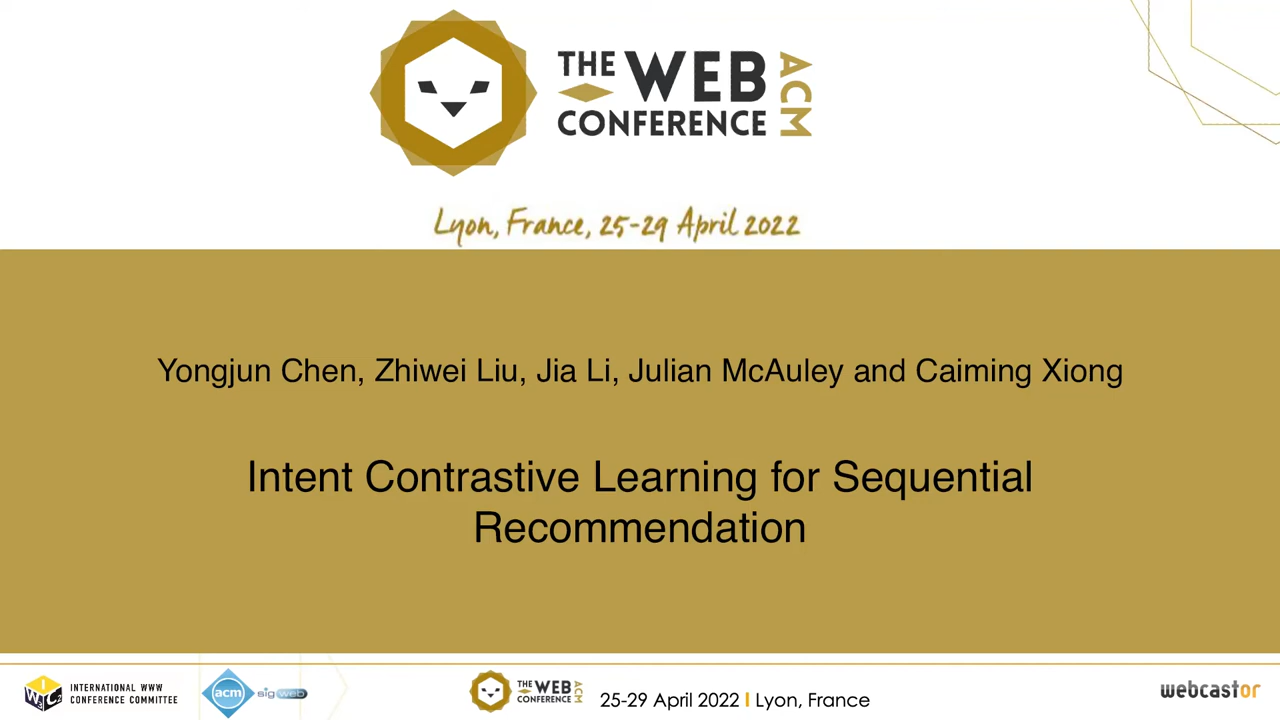 THE WEB
CONFERENCE
ACM
Lyon, France, 25-29 April 2022
Yongjun Chen, Zhiwei Liu, Jia Li, Julian McAuley and Caiming Xiong
Intent Contrastive Learning for Sequential
Recommendation
IW3C2
INTERNATIONAL WWW
CONFERENCE COMMITTEE
acm
sigweb
THE WEB
CONFERENCE
ACM
25-29 April 2022 I Lyon, France
webcastor